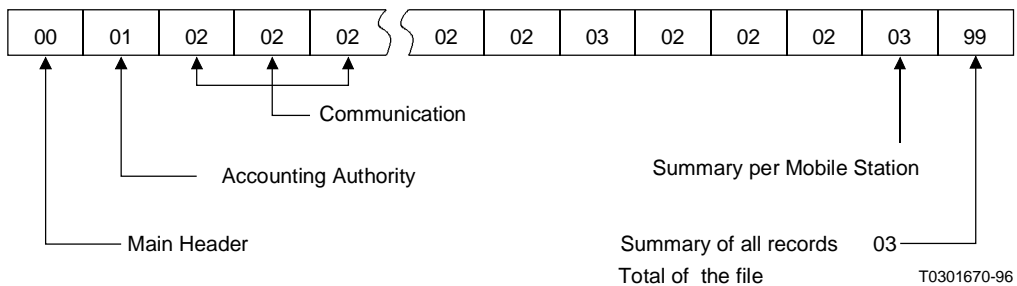 00 01 02 02 02 02 02 03 02 02 02 03 99
Communication
Accounting Authority
Summary per Mobile Station
Main Header
Summary of all records 03
Total of the file
T0301670-96